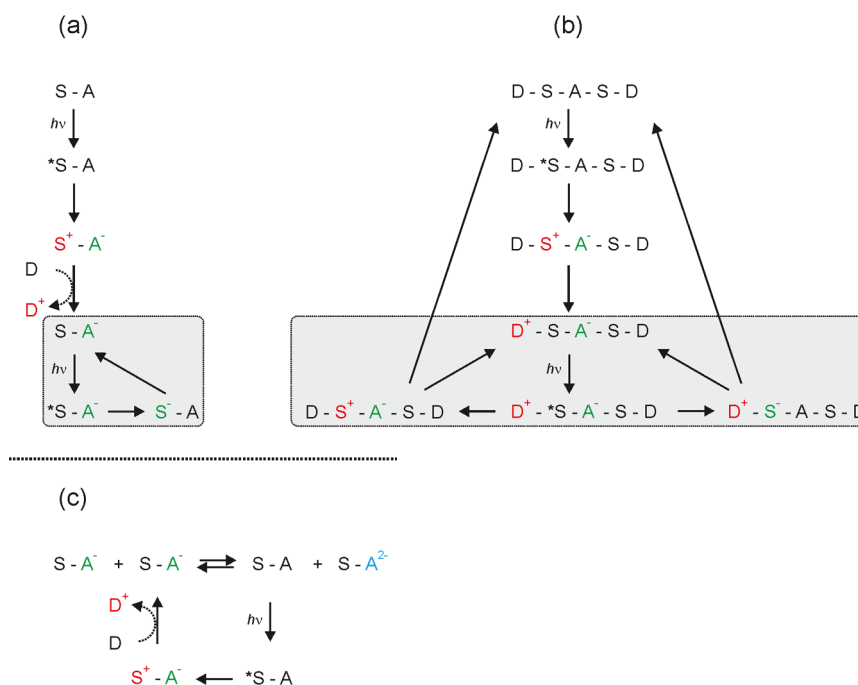 (a)
S - A
hν
*S - A
S⁺ - A⁻
D
D⁺
S - A⁻
hν
*S - A⁻
S⁻ - A
(b)
D - S - A - S - D
hν
D - *S - A - S - D
D - S⁺ - A⁻ - S - D
D⁺ - S - A⁻ - S - D
hν
D - S⁺ - A⁻ - S - D
D⁺ - *S - A⁻ - S - D
D⁺ - S⁻ - A - S - D
(c)
S - A⁻ + S - A⁻
S - A + S - A²⁻
D⁺
D
hν
S⁺ - A⁻
*S - A